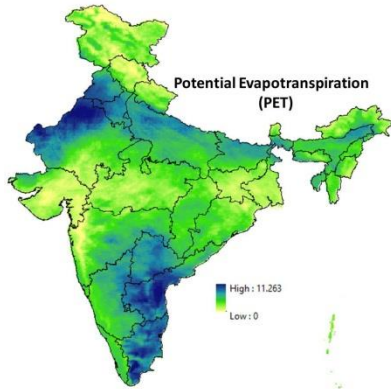 Potential Evapotranspiration
(PET)
High : 11.263
Low : 0